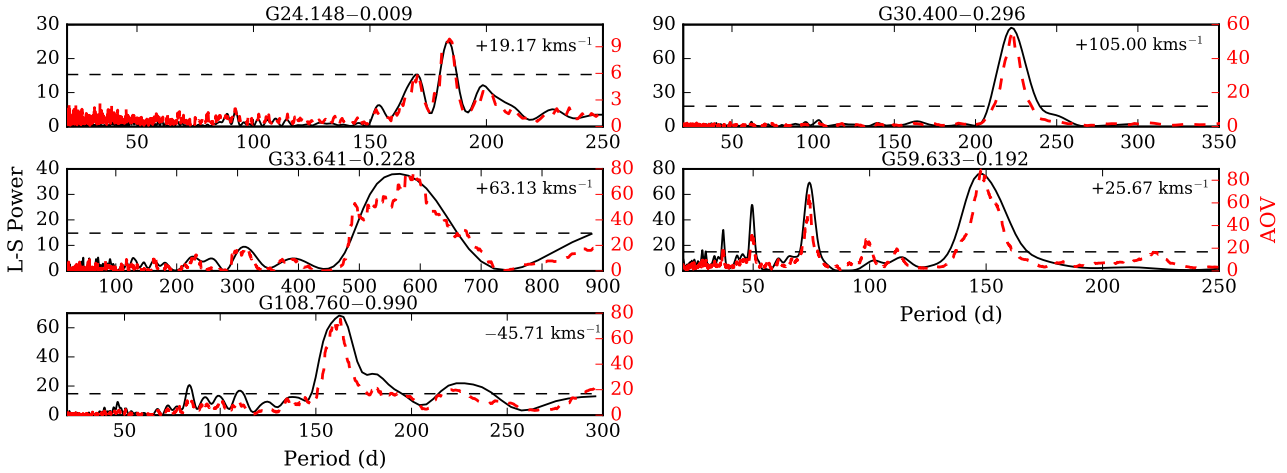 G24.148−0.009
30
20
10
0
9
6
3
0
+19.17 kms⁻¹
50 100 150 200 250
G30.400−0.296
90
60
30
0
60
40
20
0
+105.00 kms⁻¹
50 100 150 200 250 300 350
G33.641−0.228
40
30
20
10
0
80
60
40
20
0
+63.13 kms⁻¹
100 200 300 400 500 600 700 800 900
L-S Power
G59.633−0.192
80
60
40
20
0
80
60
40
20
0
+25.67 kms⁻¹
50 100 150 200 250
AOV
Period (d)
G108.760−0.990
60
40
20
0
80
60
40
20
0
−45.71 kms⁻¹
50 100 150 200 250 300
Period (d)